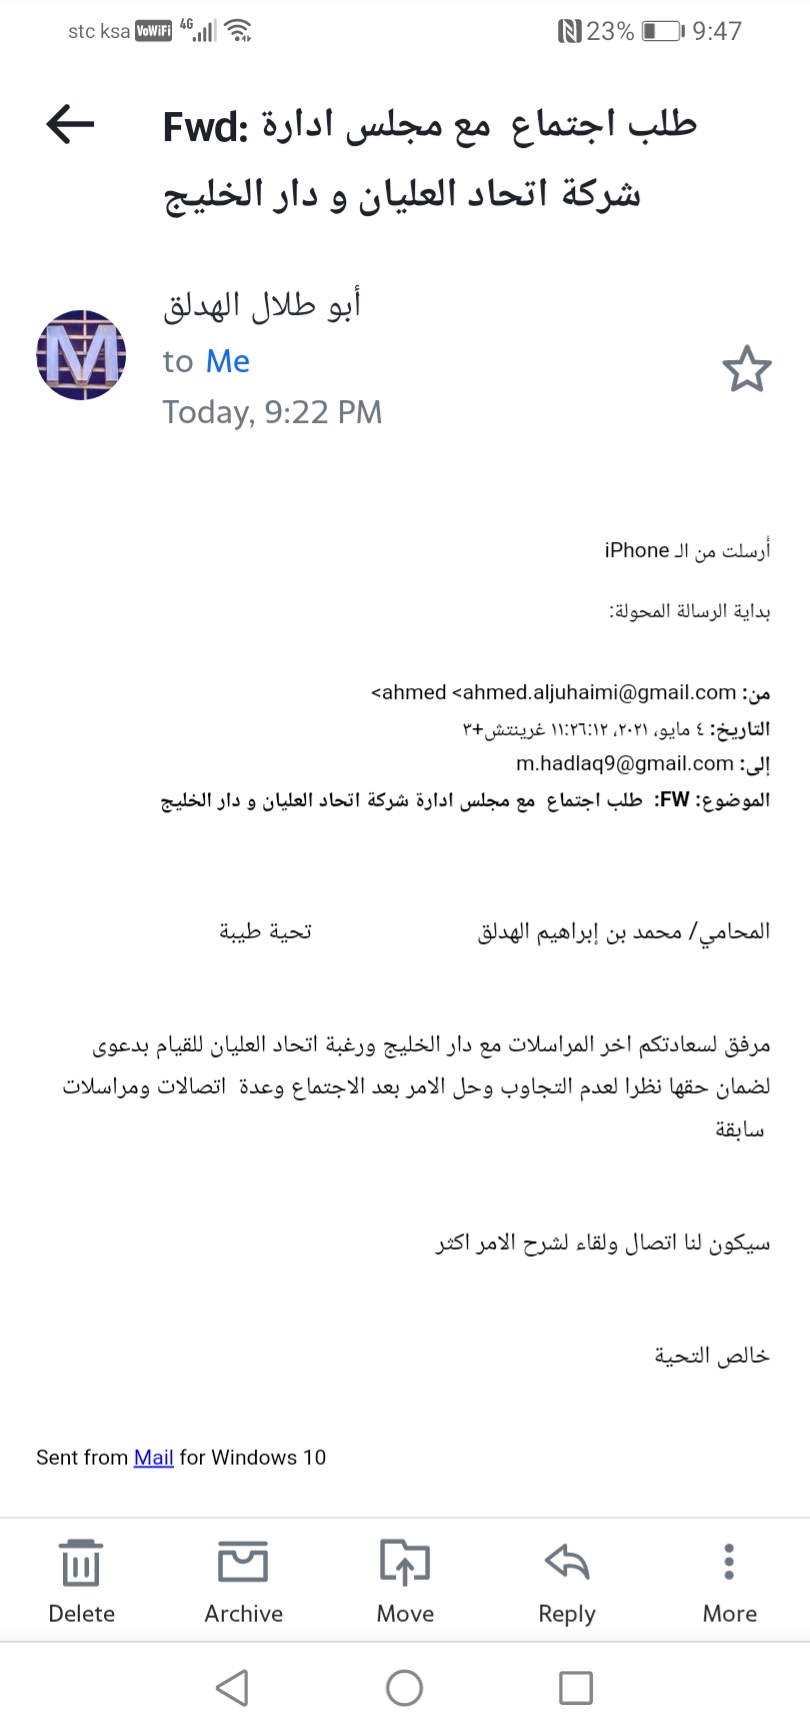 stc ksa VoWiFi 4G 23% 9:47
Fwd: طلب اجتماع مع مجلس ادارة
شركة اتحاد العليان و دار الخليج
أبو طلال الهدلق
M
to Me
Today, 9:22 PM
أرسلت من الـ iPhone
بداية الرسالة المحولة:
من: ahmed <ahmed.aljuhaimi@gmail.com>
التاريخ: ٤ مايو، ٢٠٢١، ١١:٢٦:١٢ غرينتش+٣
إلى: m.hadlaq9@gmail.com
الموضوع: FW: طلب اجتماع مع مجلس ادارة شركة اتحاد العليان و دار الخليج
المحامي/ محمد بن إبراهيم الهدلق تحية طيبة
مرفق لسعادتكم اخر المراسلات مع دار الخليج ورغبة اتحاد العليان للقيام بدعوى
لضمان حقها نظرا لعدم التجاوب وحل الامر بعد الاجتماع وعدة اتصالات ومراسلات
سابقة
سيكون لنا اتصال ولقاء لشرح الامر اكثر
خالص التحية
Sent from Mail for Windows 10
Delete Archive Move Reply More